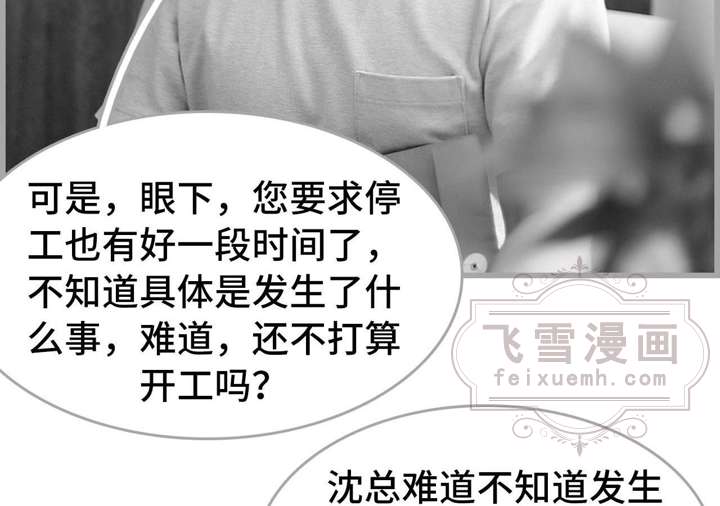 可是，眼下，您要求停
工也有好一段时间了，
不知道具体是发生了什
么事，难道，还不打算
开工吗？
飞雪漫画
feixuemh.com
沈总难道不知道发生